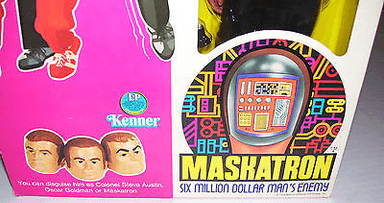 Kenner
You can disguise him as Colonel Steve Austin,
Oscar Goldman or Maskatron
MASKATRON
SIX MILLION DOLLAR MAN'S ENEMY